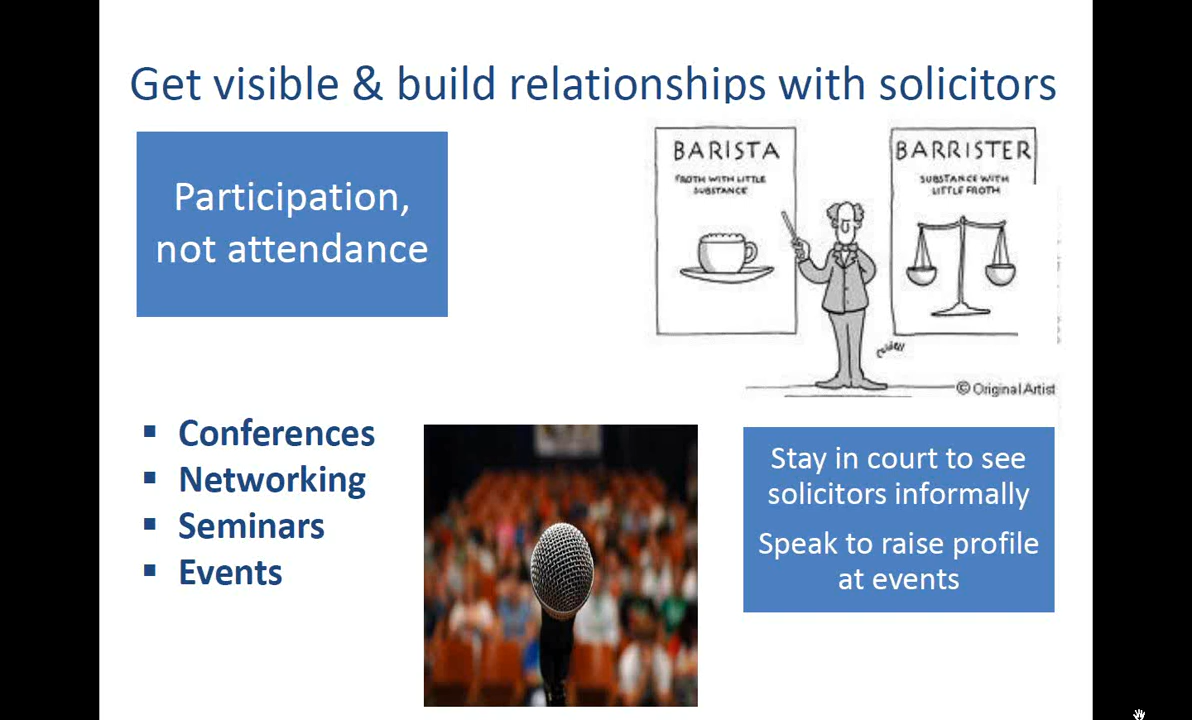 Get visible & build relationships with solicitors
Participation,
not attendance
BARISTA
FROTH WITH LITTLE
SUBSTANCE
BARRISTER
SUBSTANCE WITH
LITTLE FROTH
© Original Artist
▪ Conferences
▪ Networking
▪ Seminars
▪ Events
Stay in court to see
solicitors informally
Speak to raise profile
at events